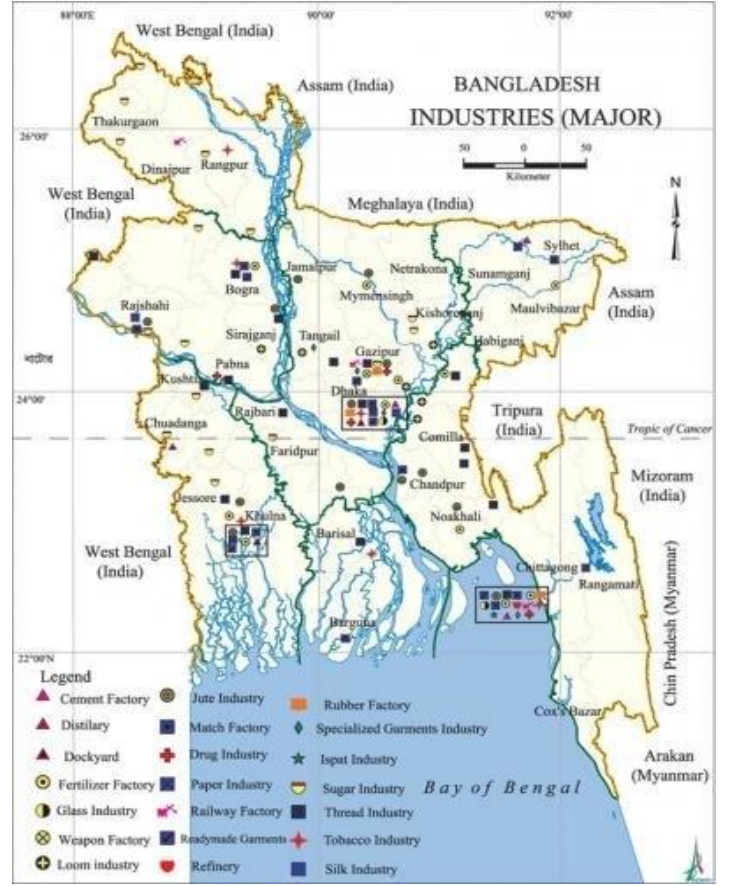 88°00'E
90°00
92°00
West Bengal (India)
Assam (India)
BANGLADESH
INDUSTRIES (MAJOR)
50 0 50
Kilometer
N
26°00'
Thakurgaon
Dinajpur
Rangpur
West Bengal
(India)
Meghalaya (India)
Sylhet
Sunamganj
Netrakona
Jamalpur
Bogra
Mymensingh
Maulvibazar
Assam
(India)
Kishoreganj
Rajshahi
Sirajganj
Tangail
Habiganj
Gazipur
Pabna
Kushtia
24°00
Dhaka
Rajbari
Chuadanga
Tripura
(India)
Tropic of Cancer
Faridpur
Comilla
Mizoram
(India)
Chandpur
Jessore
Khulna
Noakhali
West Bengal
(India)
Barisal
Chittagong
Rangamati
Chin Pradesh (Myanmar)
Barguna
22°00'N
Legend
Cement Factory
Jute Industry
Rubber Factory
Cox's Bazar
Distilary
Match Factory
Specialized Garments Industry
Dockyard
Drug Industry
Ispat Industry
Arakan
(Myanmar)
Fertilizer Factory
Paper Industry
Sugar Industry
Bay of Bengal
Glass Industry
Railway Factory
Thread Industry
Weapon Factory
Readymade Garments
Tobacco Industry
Loom industry
Refinery
Silk Industry